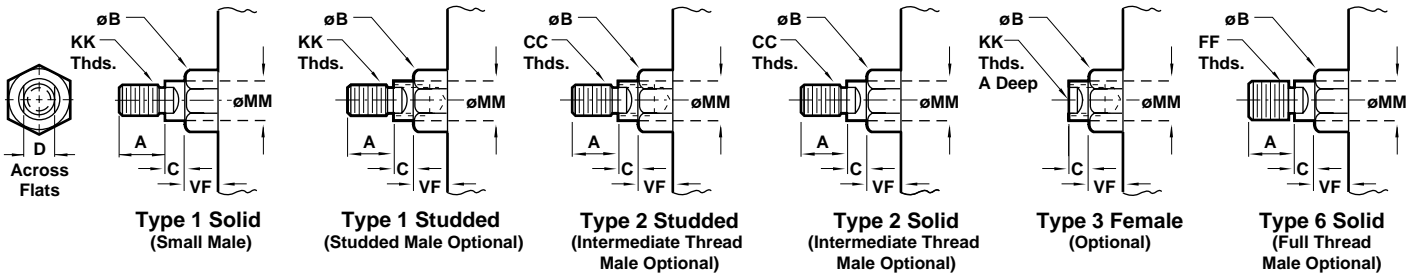 D
Across
Flats
øB
KK
Thds.
øMM
A
C
VF
Type 1 Solid
(Small Male)
øB
KK
Thds.
øMM
A
C
VF
Type 1 Studded
(Studded Male Optional)
øB
CC
Thds.
øMM
A
C
VF
Type 2 Studded
(Intermediate Thread
Male Optional)
øB
CC
Thds.
øMM
A
C
VF
Type 2 Solid
(Intermediate Thread
Male Optional)
øB
KK
Thds.
A Deep
øMM
C
VF
Type 3 Female
(Optional)
øB
FF
Thds.
øMM
A
C
VF
Type 6 Solid
(Full Thread
Male Optional)